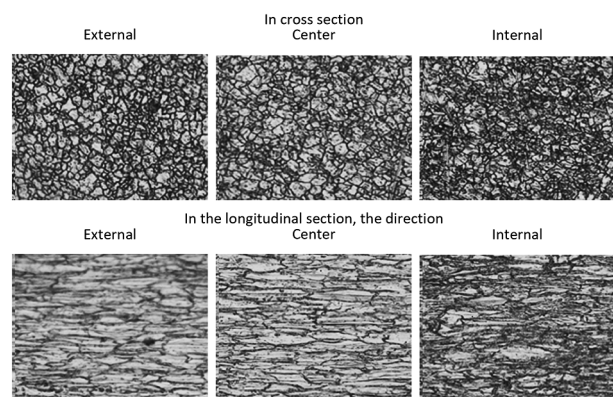 In cross section
External Center Internal
In the longitudinal section, the direction
External Center Internal